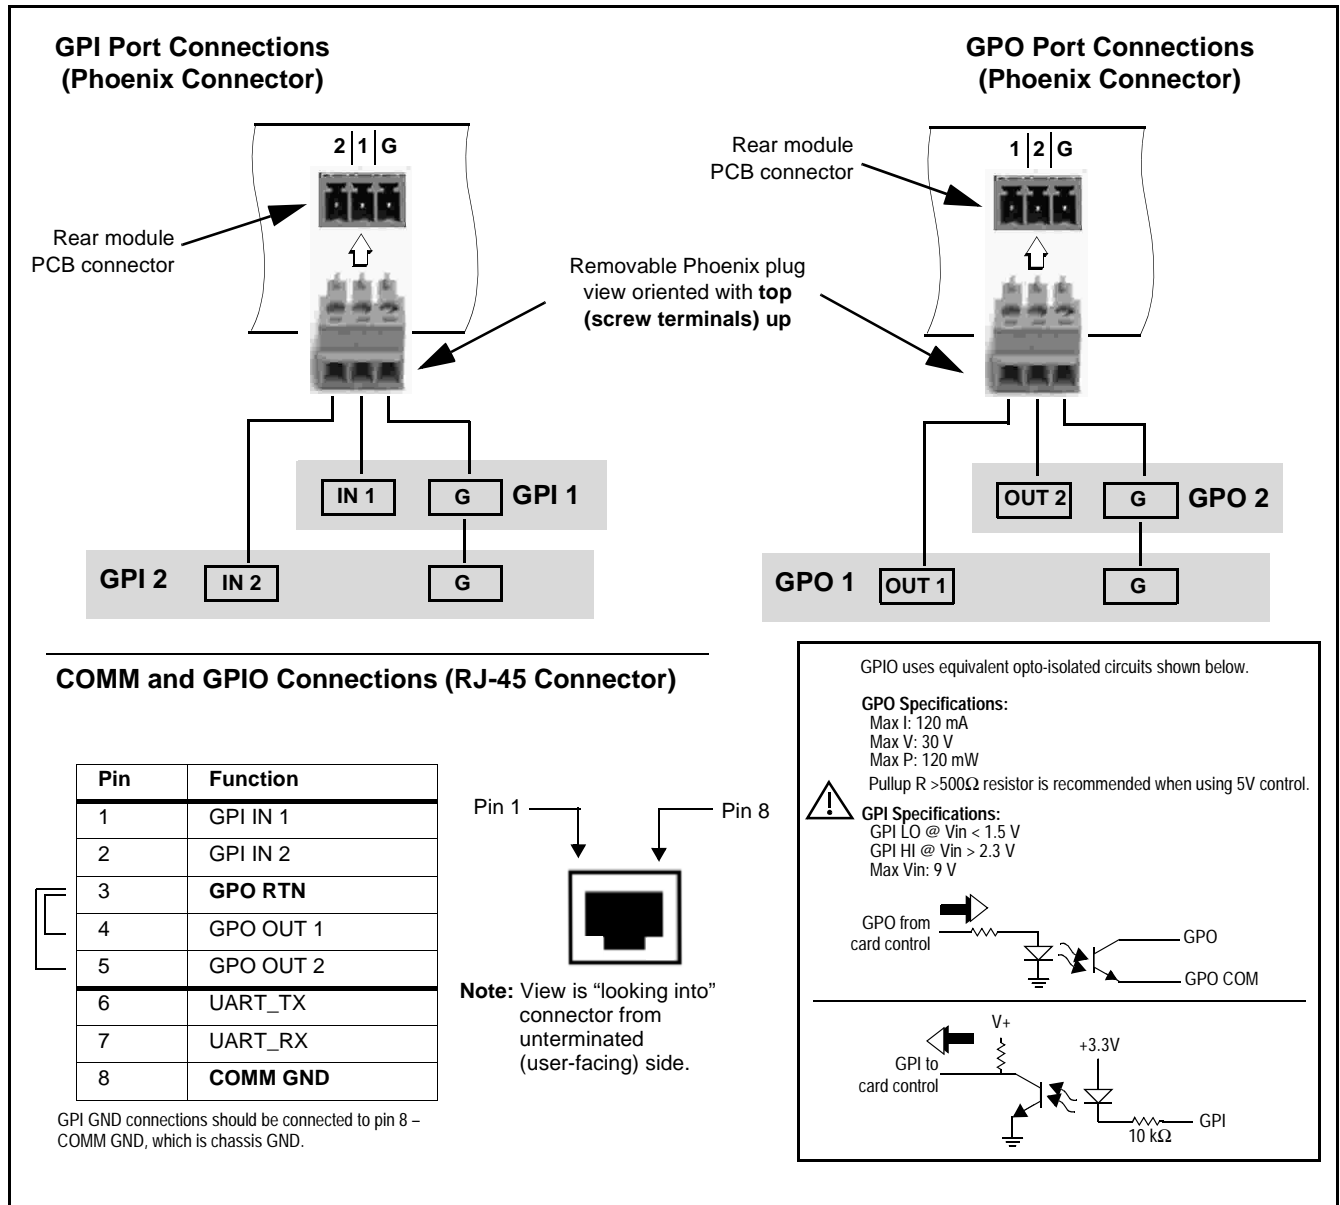 GPI Port Connections
(Phoenix Connector)
GPO Port Connections
(Phoenix Connector)
2 1 G
Rear module
PCB connector
Rear module
PCB connector
1 2 G
Removable Phoenix plug
view oriented with top
(screw terminals) up
IN 1 G GPI 1
GPI 2 IN 2 G
OUT 2 G GPO 2
GPO 1 OUT 1 G
COMM and GPIO Connections (RJ-45 Connector)
Pin Function
1 GPI IN 1
2 GPI IN 2
3 GPO RTN
4 GPO OUT 1
5 GPO OUT 2
6 UART_TX
7 UART_RX
8 COMM GND
GPI GND connections should be connected to pin 8 –
COMM GND, which is chassis GND.
Pin 1
Pin 8
Note: View is “looking into”
connector from
unterminated
(user-facing) side.
GPIO uses equivalent opto-isolated circuits shown below.
GPO Specifications:
Max I: 120 mA
Max V: 30 V
Max P: 120 mW
Pullup R >500Ω resistor is recommended when using 5V control.
!
GPI Specifications:
GPI LO @ Vin < 1.5 V
GPI HI @ Vin > 2.3 V
Max Vin: 9 V
GPO from
card control
GPO
GPO COM
V+
+3.3V
GPI to
card control
GPI
10 kΩ